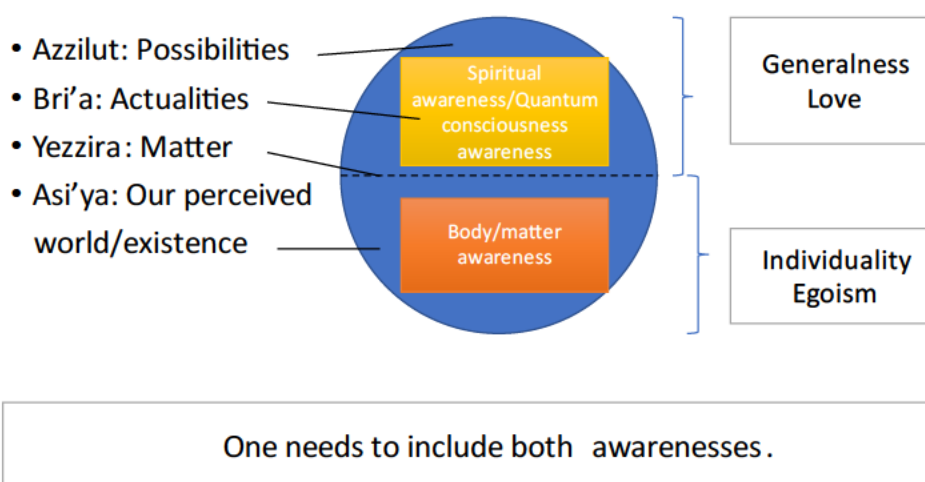 • Azzilut: Possibilities
• Bri'a: Actualities
• Yezzira: Matter
• Asi'ya: Our perceived
world/existence
Spiritual
awareness/Quantum
consciousness
awareness
Body/matter
awareness
Generalness
Love
Individuality
Egoism
One needs to include both  awarenesses.